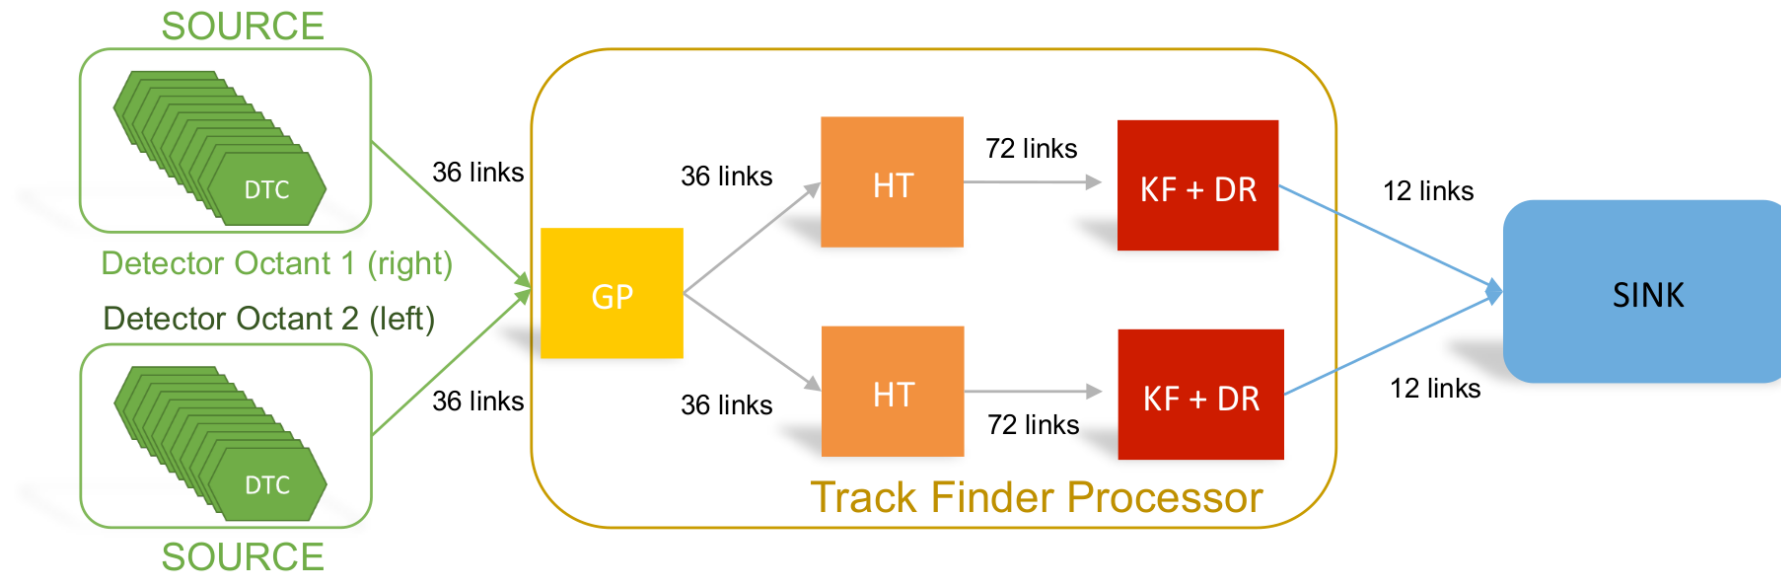 SOURCE
DTC
Detector Octant 1 (right)
Detector Octant 2 (left)
DTC
SOURCE
36 links
36 links
GP
36 links
36 links
HT
HT
72 links
72 links
KF + DR
KF + DR
Track Finder Processor
12 links
12 links
SINK